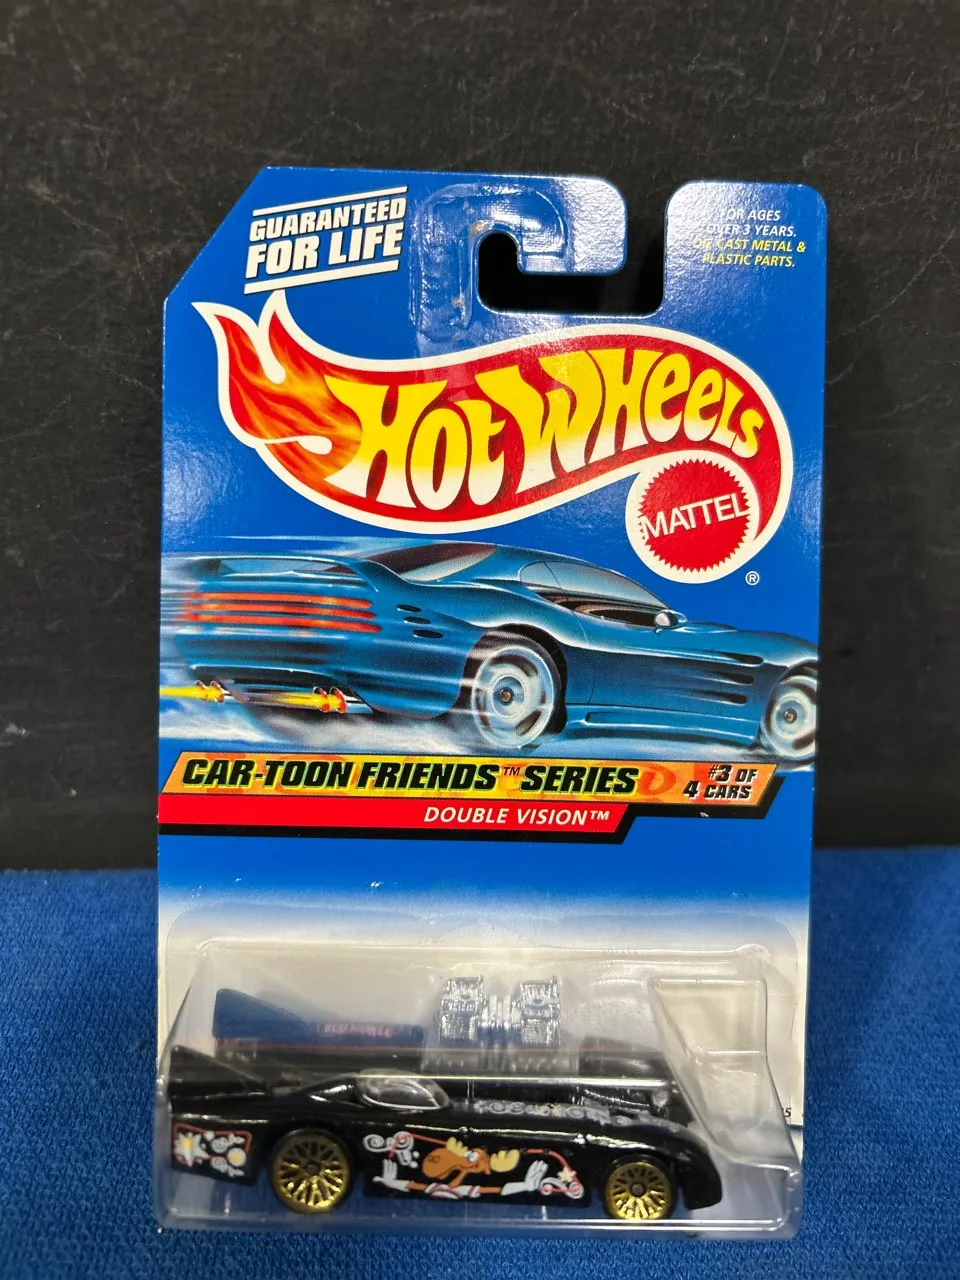 GUARANTEED
FOR LIFE
FOR AGES
OVER 3 YEARS.
DIE CAST METAL &
PLASTIC PARTS.
HOT WHEELS
MATTEL
®
CAR-TOON FRIENDS™ SERIES
#3 OF
4 CARS
DOUBLE VISION™